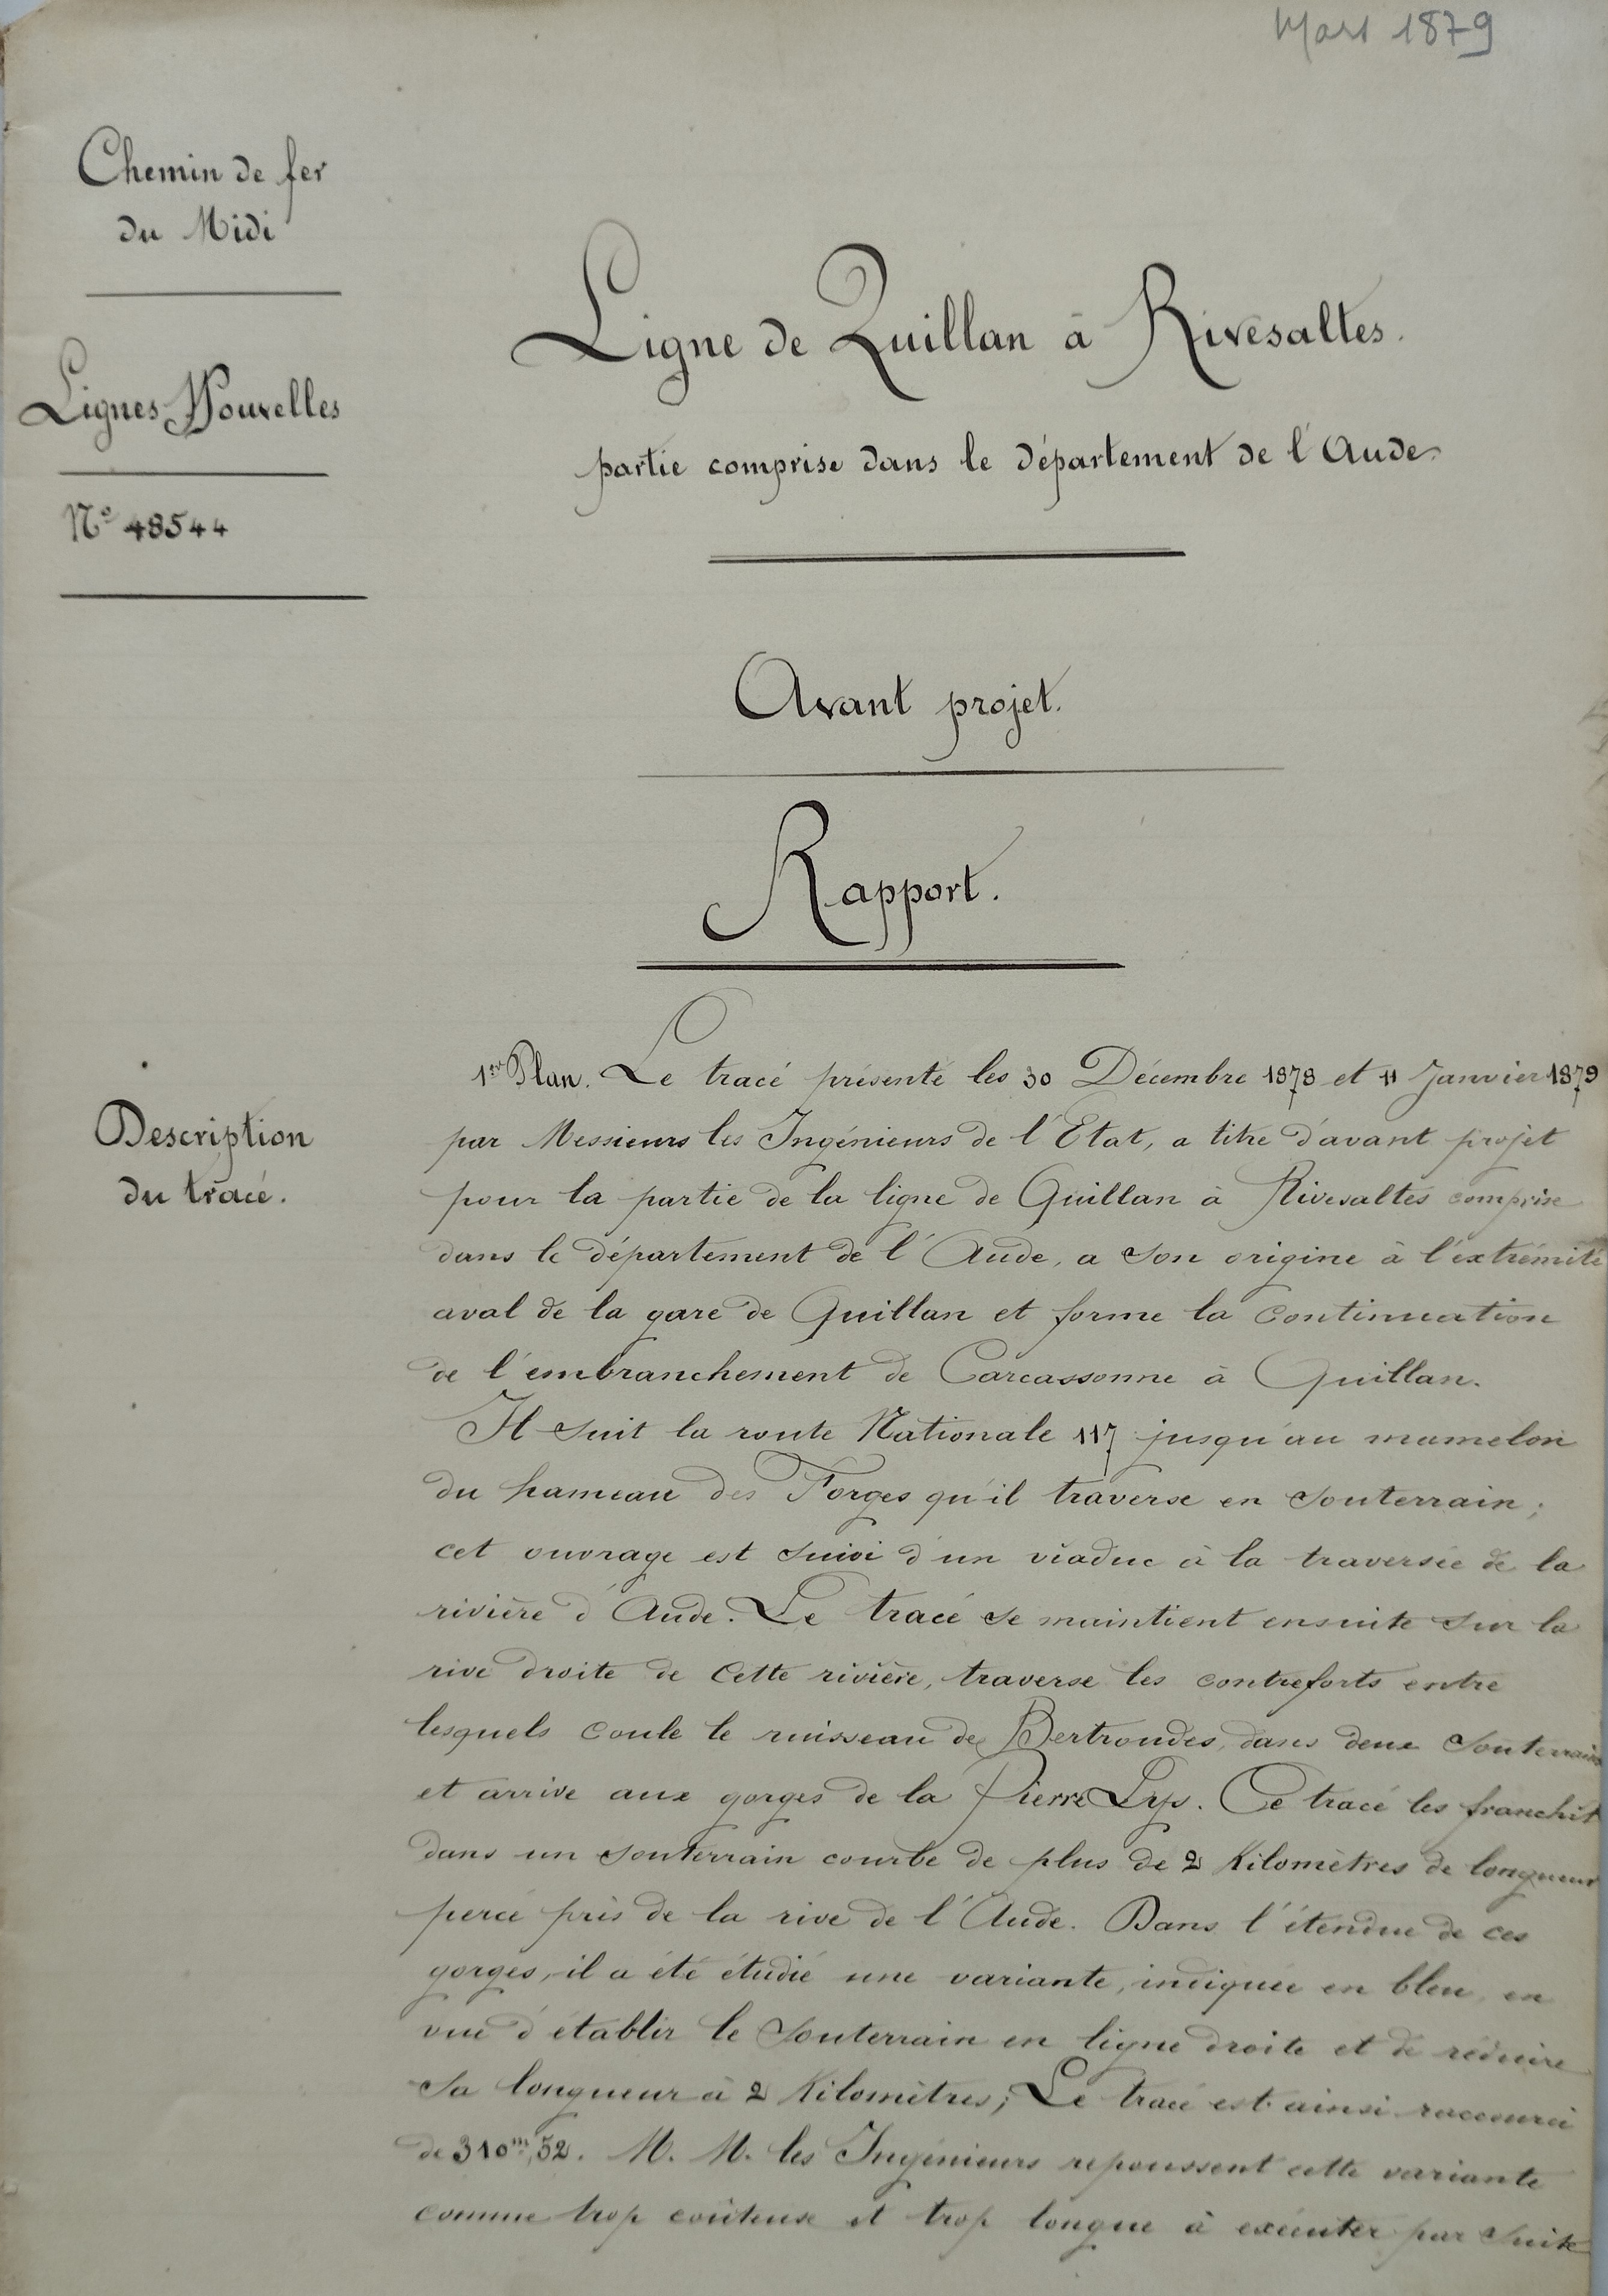 Mars 1879
Chemin de fer
du Midi
Lignes Nouvelles
N° 48544
Ligne de Quillan à Rivesaltes.
partie comprise dans le département de l'Aude
Avant projet.
Rapport.
Description
du tracé.
1er Plan. Le tracé présenté les 30 Décembre 1878 et 11 Janvier 1879
par Messieurs les Ingénieurs de l'Etat, a titre d'avant projet
pour la partie de la ligne de Quillan à Rivesaltes comprise
dans le département de l'Aude, a son origine à l'extrémité
aval de la gare de Quillan et forme la continuation
de l'embranchement de Carcassonne à Quillan.
Il suit la route Nationale 117 jusqu'au mamelon
du hameau des Forges qu'il traverse en souterrain;
cet ouvrage est suivi d'un viaduc à la traversée de la
rivière d'Aude. Le tracé se maintient ensuite sur la
rive droite de cette rivière, traverse les contreforts entre
lesquels coule le ruisseau de Bertrondes, dans deux souterrains
et arrive aux gorges de la Pierre Lys. Ce tracé les franchit
dans un souterrain courbe de plus de 2 Kilomètres de longueur
percé près de la rive de l'Aude. Dans l'étendue de ces
gorges, il a été étudié une variante, indiquée en bleu, en
vue d'établir le souterrain en ligne droite et de réduire
sa longueur à 2 Kilomètres; Le tracé est ainsi raccourci
de 310m,52. M. M. les Ingénieurs repoussent cette variante
comme trop coûteuse et trop longue à exécuter par suite